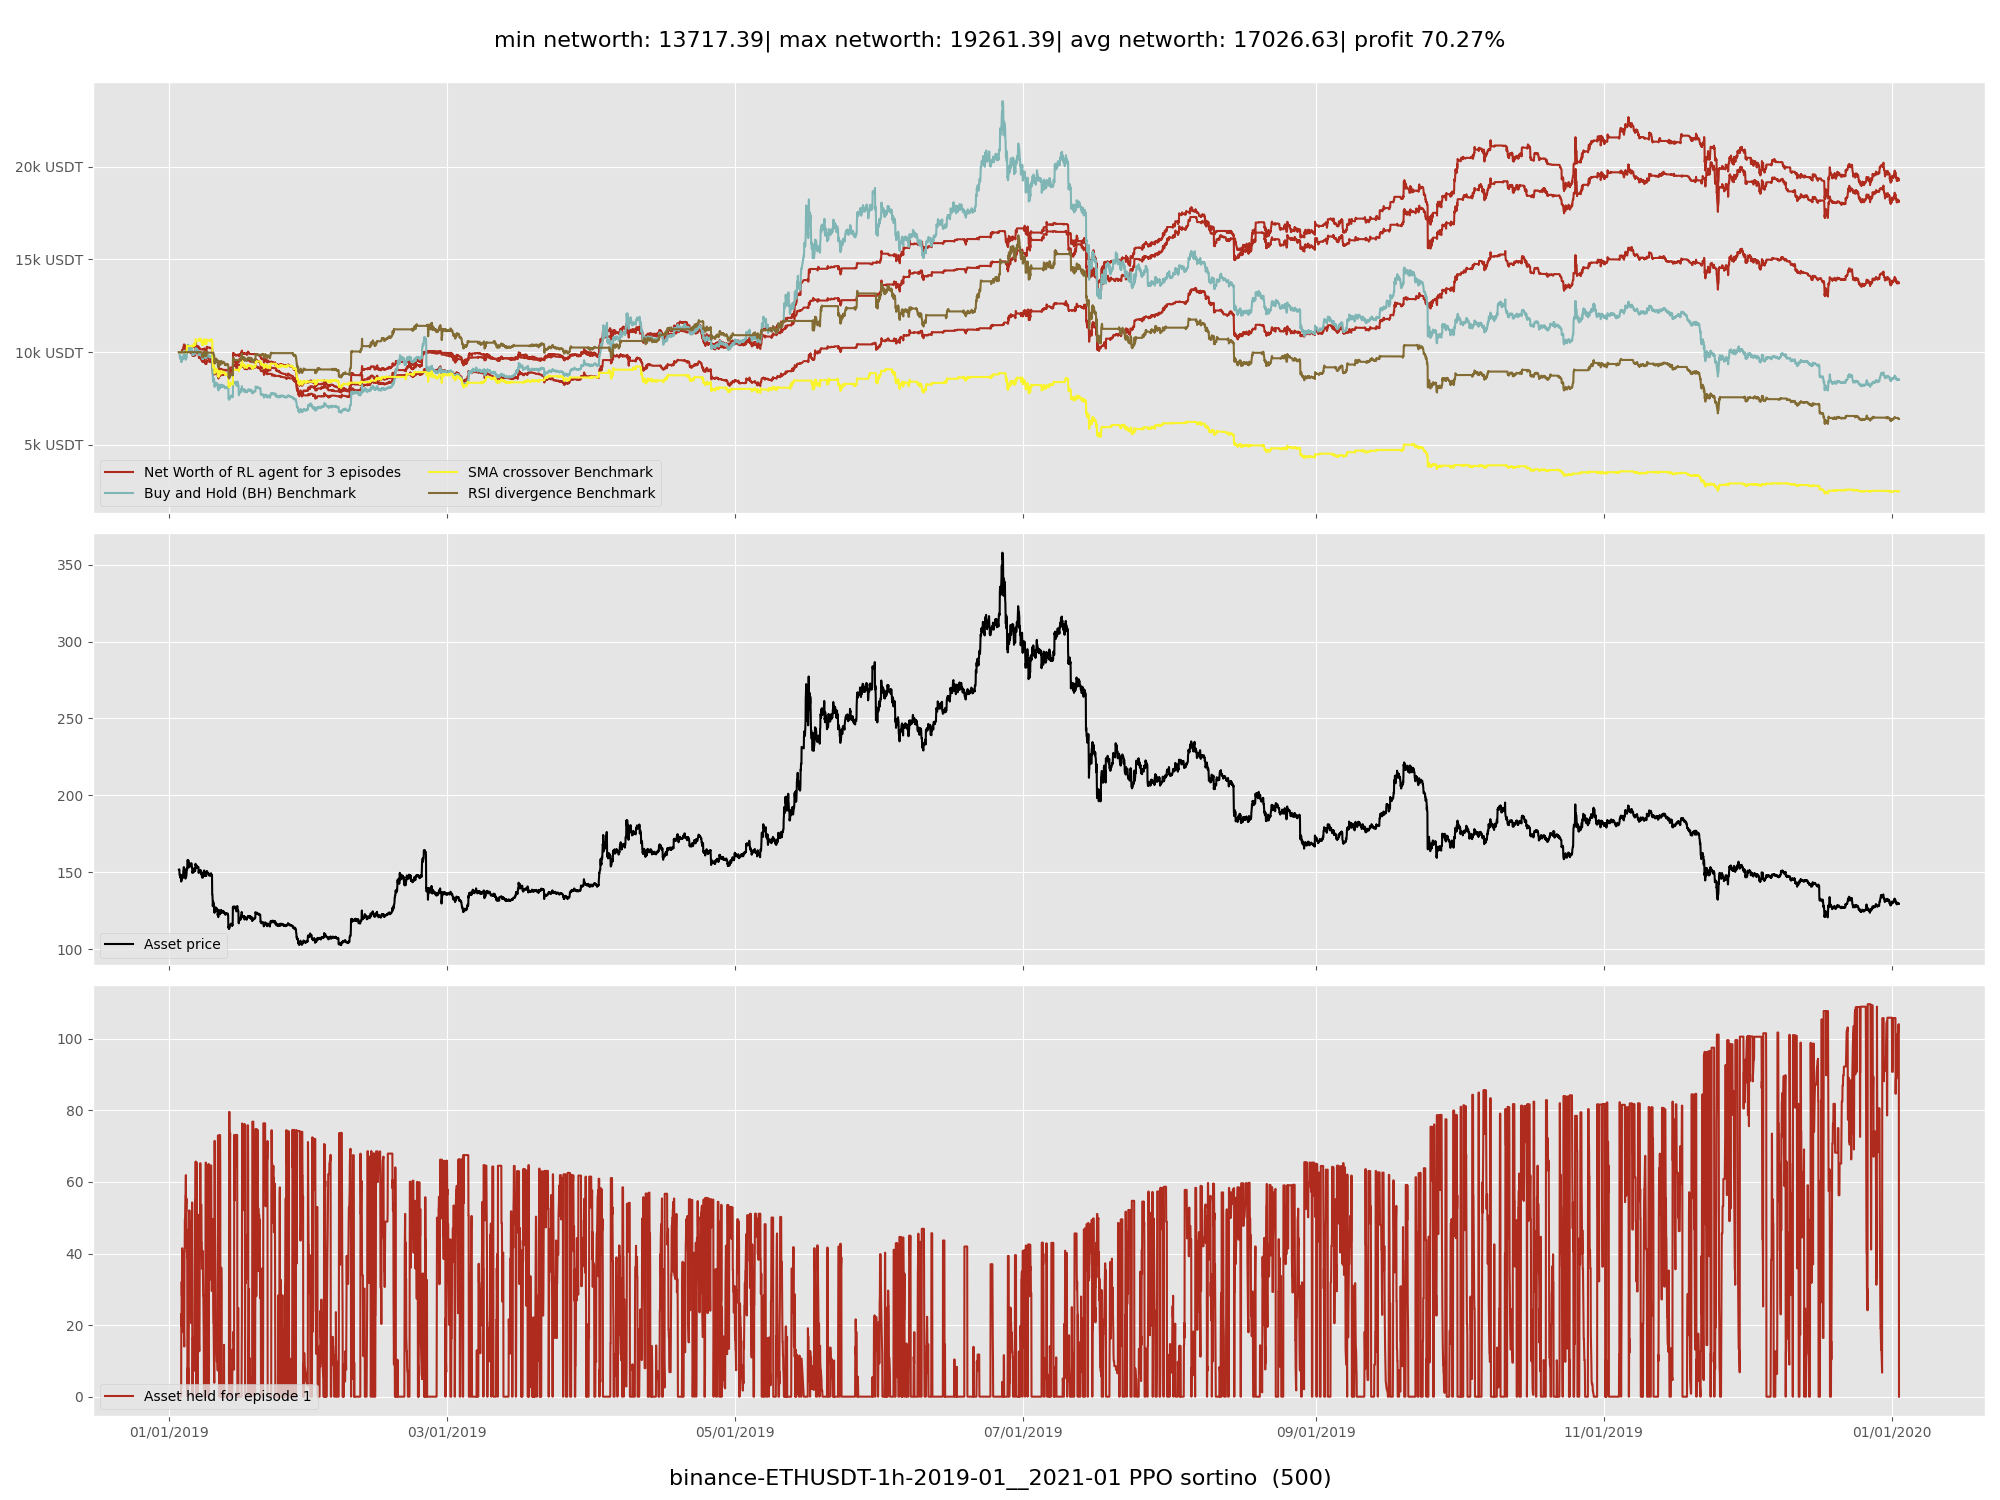 min networth: 13717.39| max networth: 19261.39| avg networth: 17026.63| profit 70.27%
20k USDT
15k USDT
10k USDT
5k USDT
Net Worth of RL agent for 3 episodes
Buy and Hold (BH) Benchmark
SMA crossover Benchmark
RSI divergence Benchmark
350
300
250
200
150
100
Asset price
100
80
60
40
20
0
Asset held for episode 1
01/01/2019
03/01/2019
05/01/2019
07/01/2019
09/01/2019
11/01/2019
01/01/2020
binance-ETHUSDT-1h-2019-01__2021-01 PPO sortino  (500)